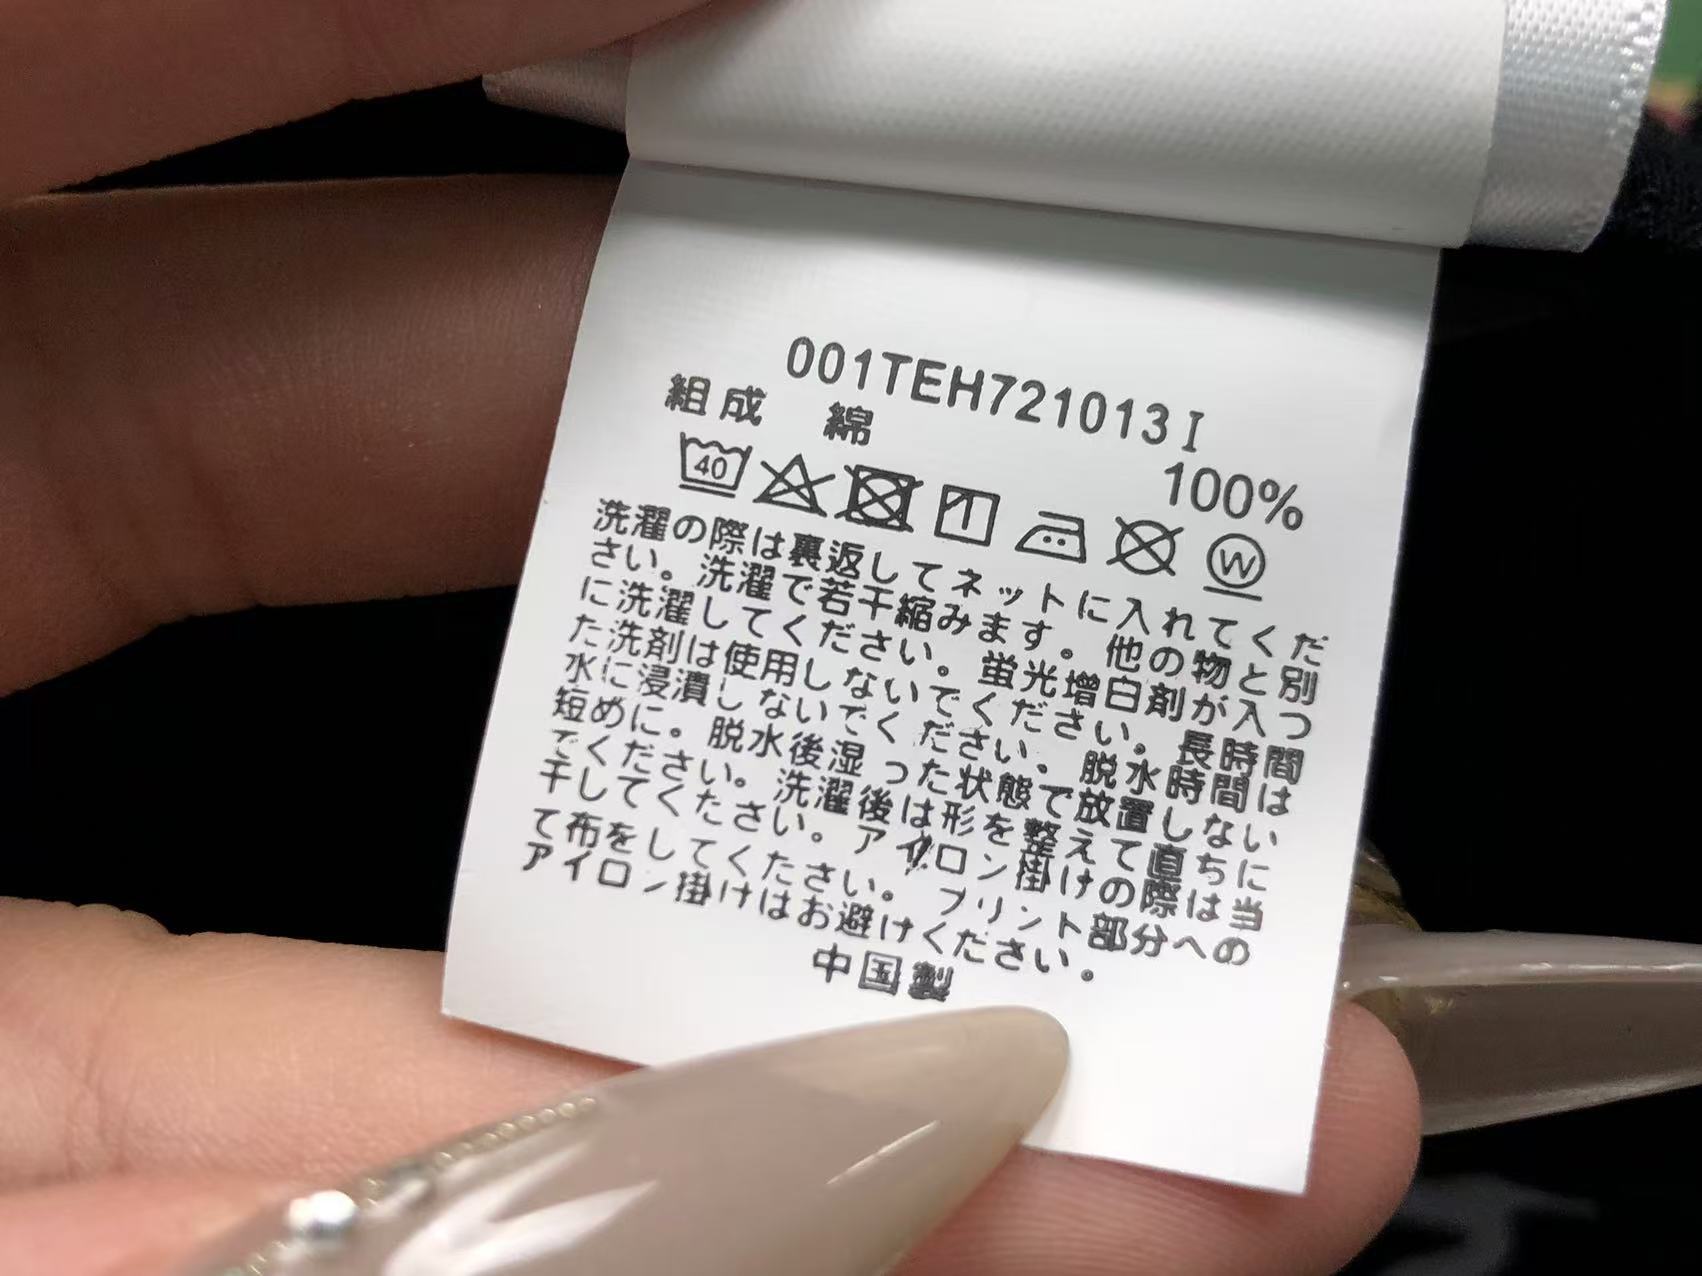 001TEH721013I
組成 綿 100%
40
W
洗濯の際は裏返してネットに入れてくだ
さい。洗濯で若干縮みます。他の物と別
に洗濯してください。蛍光増白剤が入っ
た洗剤は使用しないでください。長時間
水に浸漬しないでください。脱水時間は
短めに。脱水後湿った状態で放置しない
でください。洗濯後は形を整えて直ちに
干してください。アイロン掛けの際は当
て布をしてください。プリント部分への
アイロン掛けはお避けください。
中国製